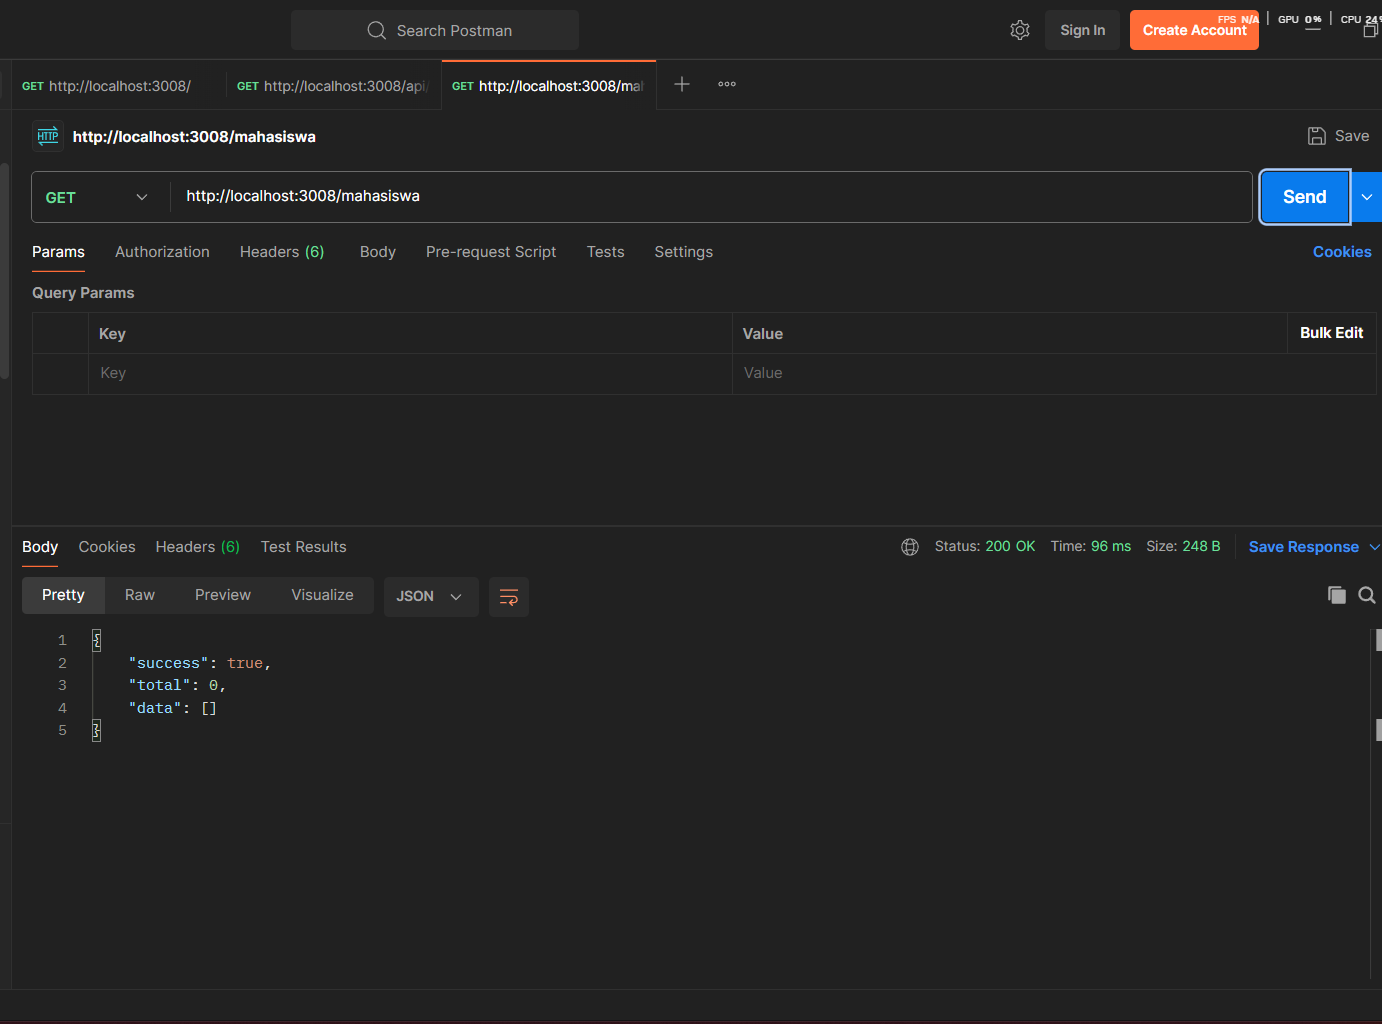 Search Postman
Sign In
Create Account
FPS N/A
GPU 0%
CPU 24%
GET http://localhost:3008/
GET http://localhost:3008/api/
GET http://localhost:3008/mal
HTTP http://localhost:3008/mahasiswa
Save
GET http://localhost:3008/mahasiswa
Send
Params Authorization Headers (6) Body Pre-request Script Tests Settings
Cookies
Query Params
Key Value Bulk Edit
Key Value
Body Cookies Headers (6) Test Results
Status: 200 OK Time: 96 ms Size: 248 B Save Response
Pretty Raw Preview Visualize JSON
1 {
2 "success": true,
3 "total": 0,
4 "data": []
5 }